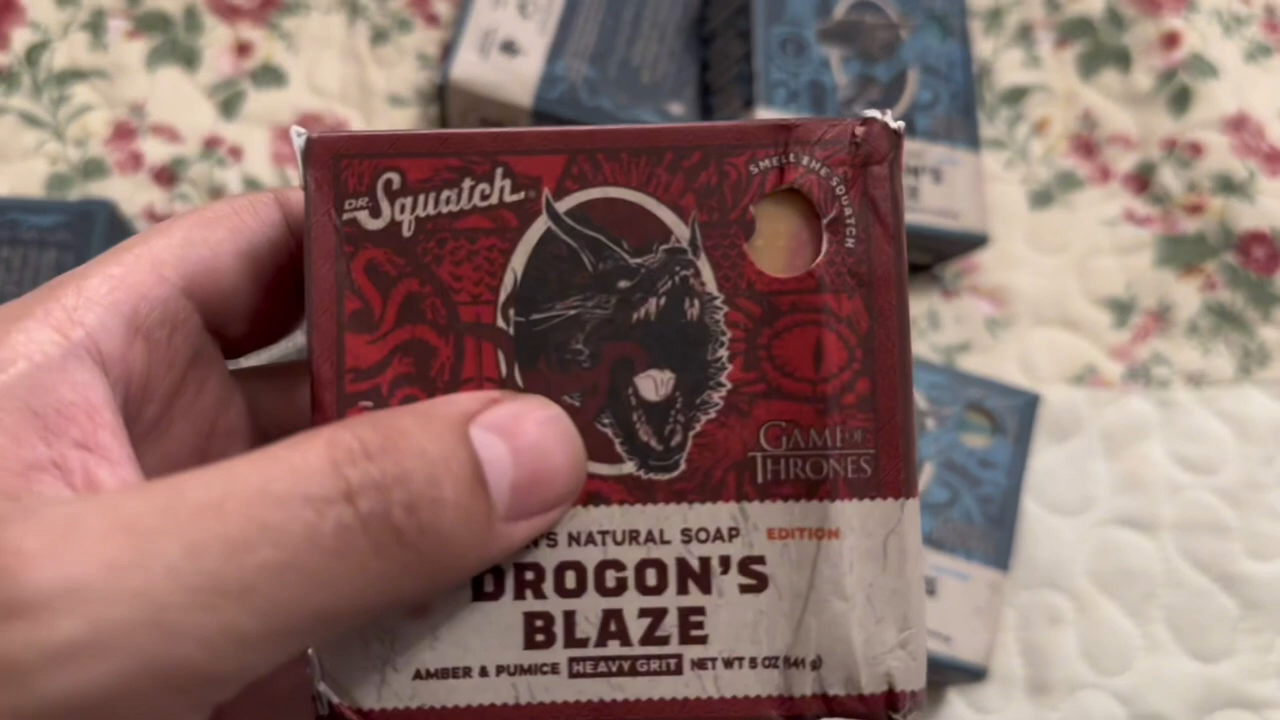 DR. Squatch
SMELL THE SQUATCH
GAME OF
THRONES
NATURAL SOAP EDITION
DROGON'S
BLAZE
AMBER & PUMICE HEAVY GRIT NET WT 5 OZ (141 g)